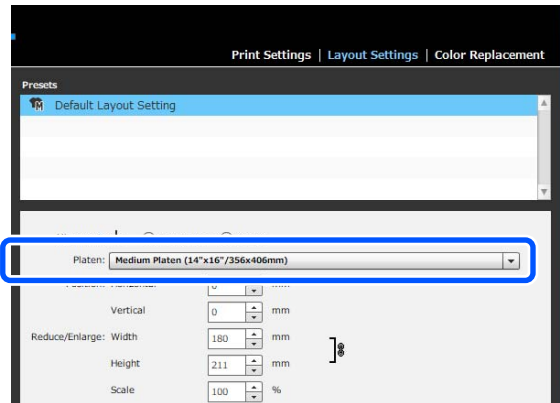 Print Settings | Layout Settings | Color Replacement
Presets
M Default Layout Setting
Platen: Medium Platen (14"x16"/356x406mm)
Vertical 0 mm
Reduce/Enlarge: Width 180 mm
Height 211 mm
Scale 100 %